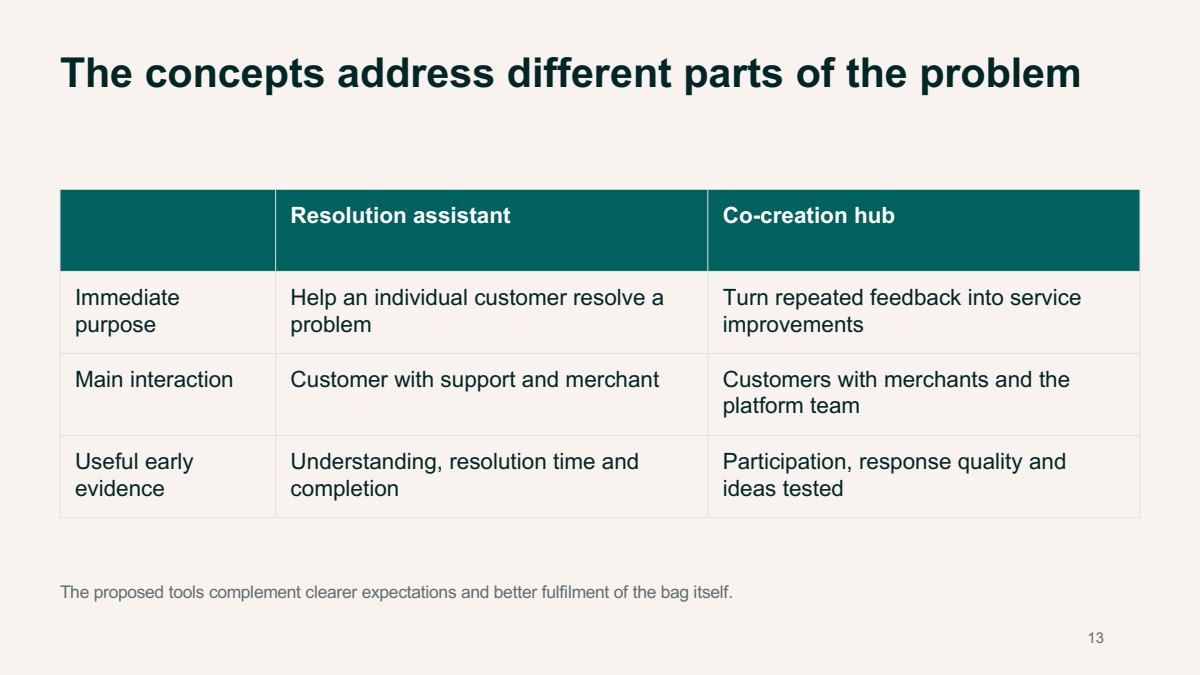 The concepts address different parts of the problem
Resolution assistant
Co-creation hub
Immediate
purpose
Help an individual customer resolve a
problem
Turn repeated feedback into service
improvements
Main interaction
Customer with support and merchant
Customers with merchants and the
platform team
Useful early
evidence
Understanding, resolution time and
completion
Participation, response quality and
ideas tested
The proposed tools complement clearer expectations and better fulfilment of the bag itself.
13